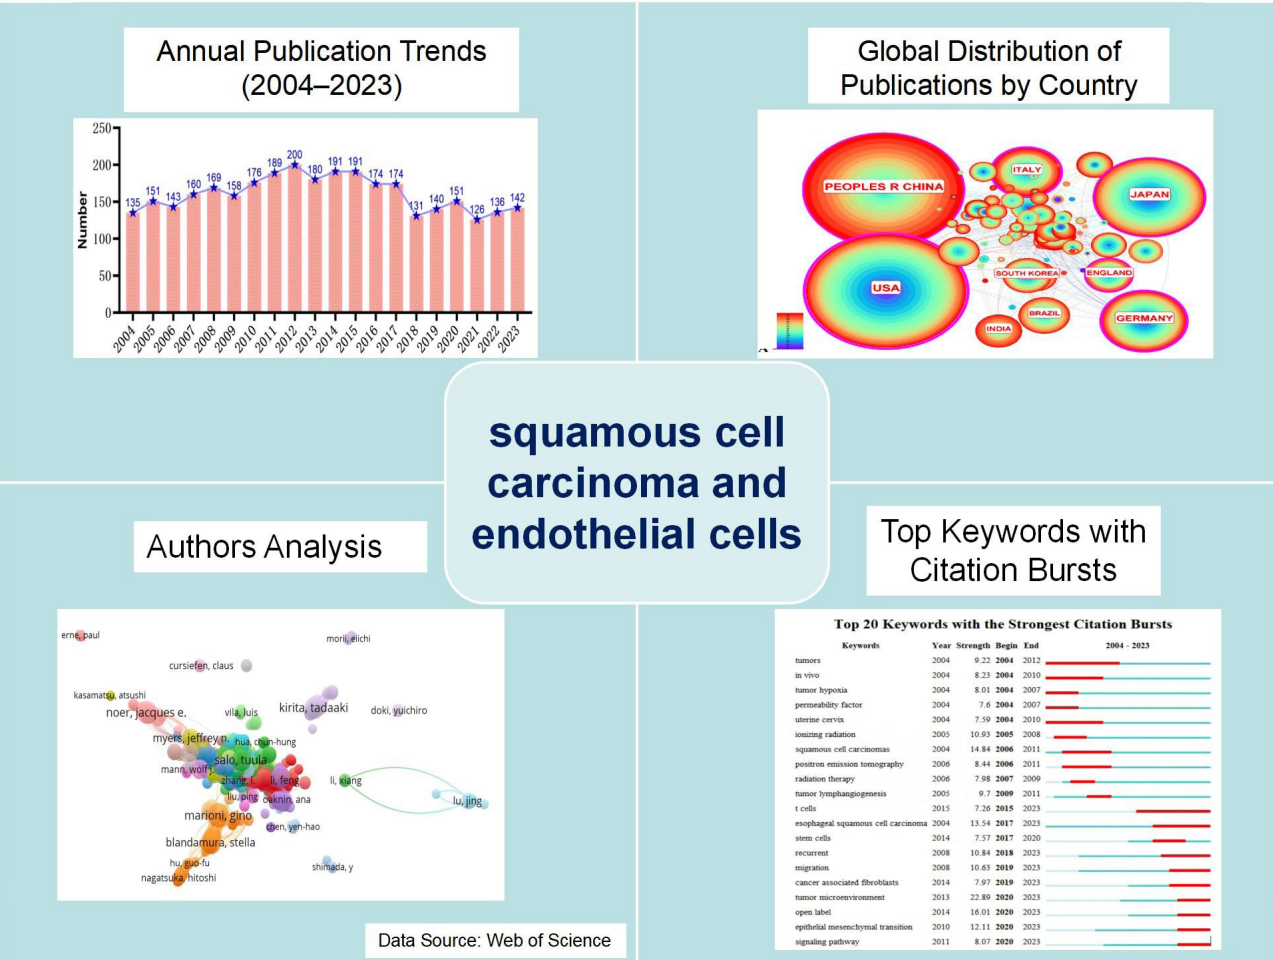 Annual Publication Trends
(2004–2023)
Number
250
200
150
100
50
0
135
151
143
160
169
158
176
189
200
180
191
191
174
174
131
140
151
126
136
142
2004
2005
2006
2007
2008
2009
2010
2011
2012
2013
2014
2015
2016
2017
2018
2019
2020
2021
2022
2023
Global Distribution of
Publications by Country
PEOPLES R CHINA
ITALY
JAPAN
USA
SOUTH KOREA
ENGLAND
BRAZIL
INDIA
GERMANY
squamous cell
carcinoma and
endothelial cells
Authors Analysis
erne, paul
morii, eiichi
cursiefen, claus
kasamatsu, atsushi
noer, jacques e.
vila, luis
kirita, tadaaki
doki, yuichiro
myers, jeffrey n.
hua, chun-hung
salo, tuula
mann, wolf j.
zhang,
li, feng
li, xiang
liu, ping
oaknin, ana
lu, jing
marioni, gino
chen, yen-hao
blandamura, stella
hu, guo-fu
nagatsuka, hitoshi
shimada, y
Data Source: Web of Science
Top Keywords with
Citation Bursts
Top 20 Keywords with the Strongest Citation Bursts
Keywords Year Strength Begin End 2004 - 2023
tumors 2004 9.22 2004 2012
in vivo 2004 8.23 2004 2010
tumor hypoxia 2004 8.01 2004 2007
permeability factor 2004 7.6 2004 2007
uterine cervix 2004 7.59 2004 2010
ionizing radiation 2005 10.93 2005 2008
squamous cell carcinomas 2004 14.84 2006 2011
positron emission tomography 2006 8.44 2006 2011
radiation therapy 2006 7.98 2007 2009
tumor lymphangiogenesis 2005 9.7 2009 2011
t cells 2015 7.26 2015 2023
esophageal squamous cell carcinoma 2004 13.54 2017 2023
stem cells 2014 7.57 2017 2020
recurrent 2008 10.84 2018 2023
migration 2008 10.63 2019 2023
cancer associated fibroblasts 2014 7.97 2019 2023
tumor microenvironment 2013 22.89 2020 2023
open label 2014 16.01 2020 2023
epithelial mesenchymal transition 2010 12.11 2020 2023
signaling pathway 2011 8.07 2020 2023